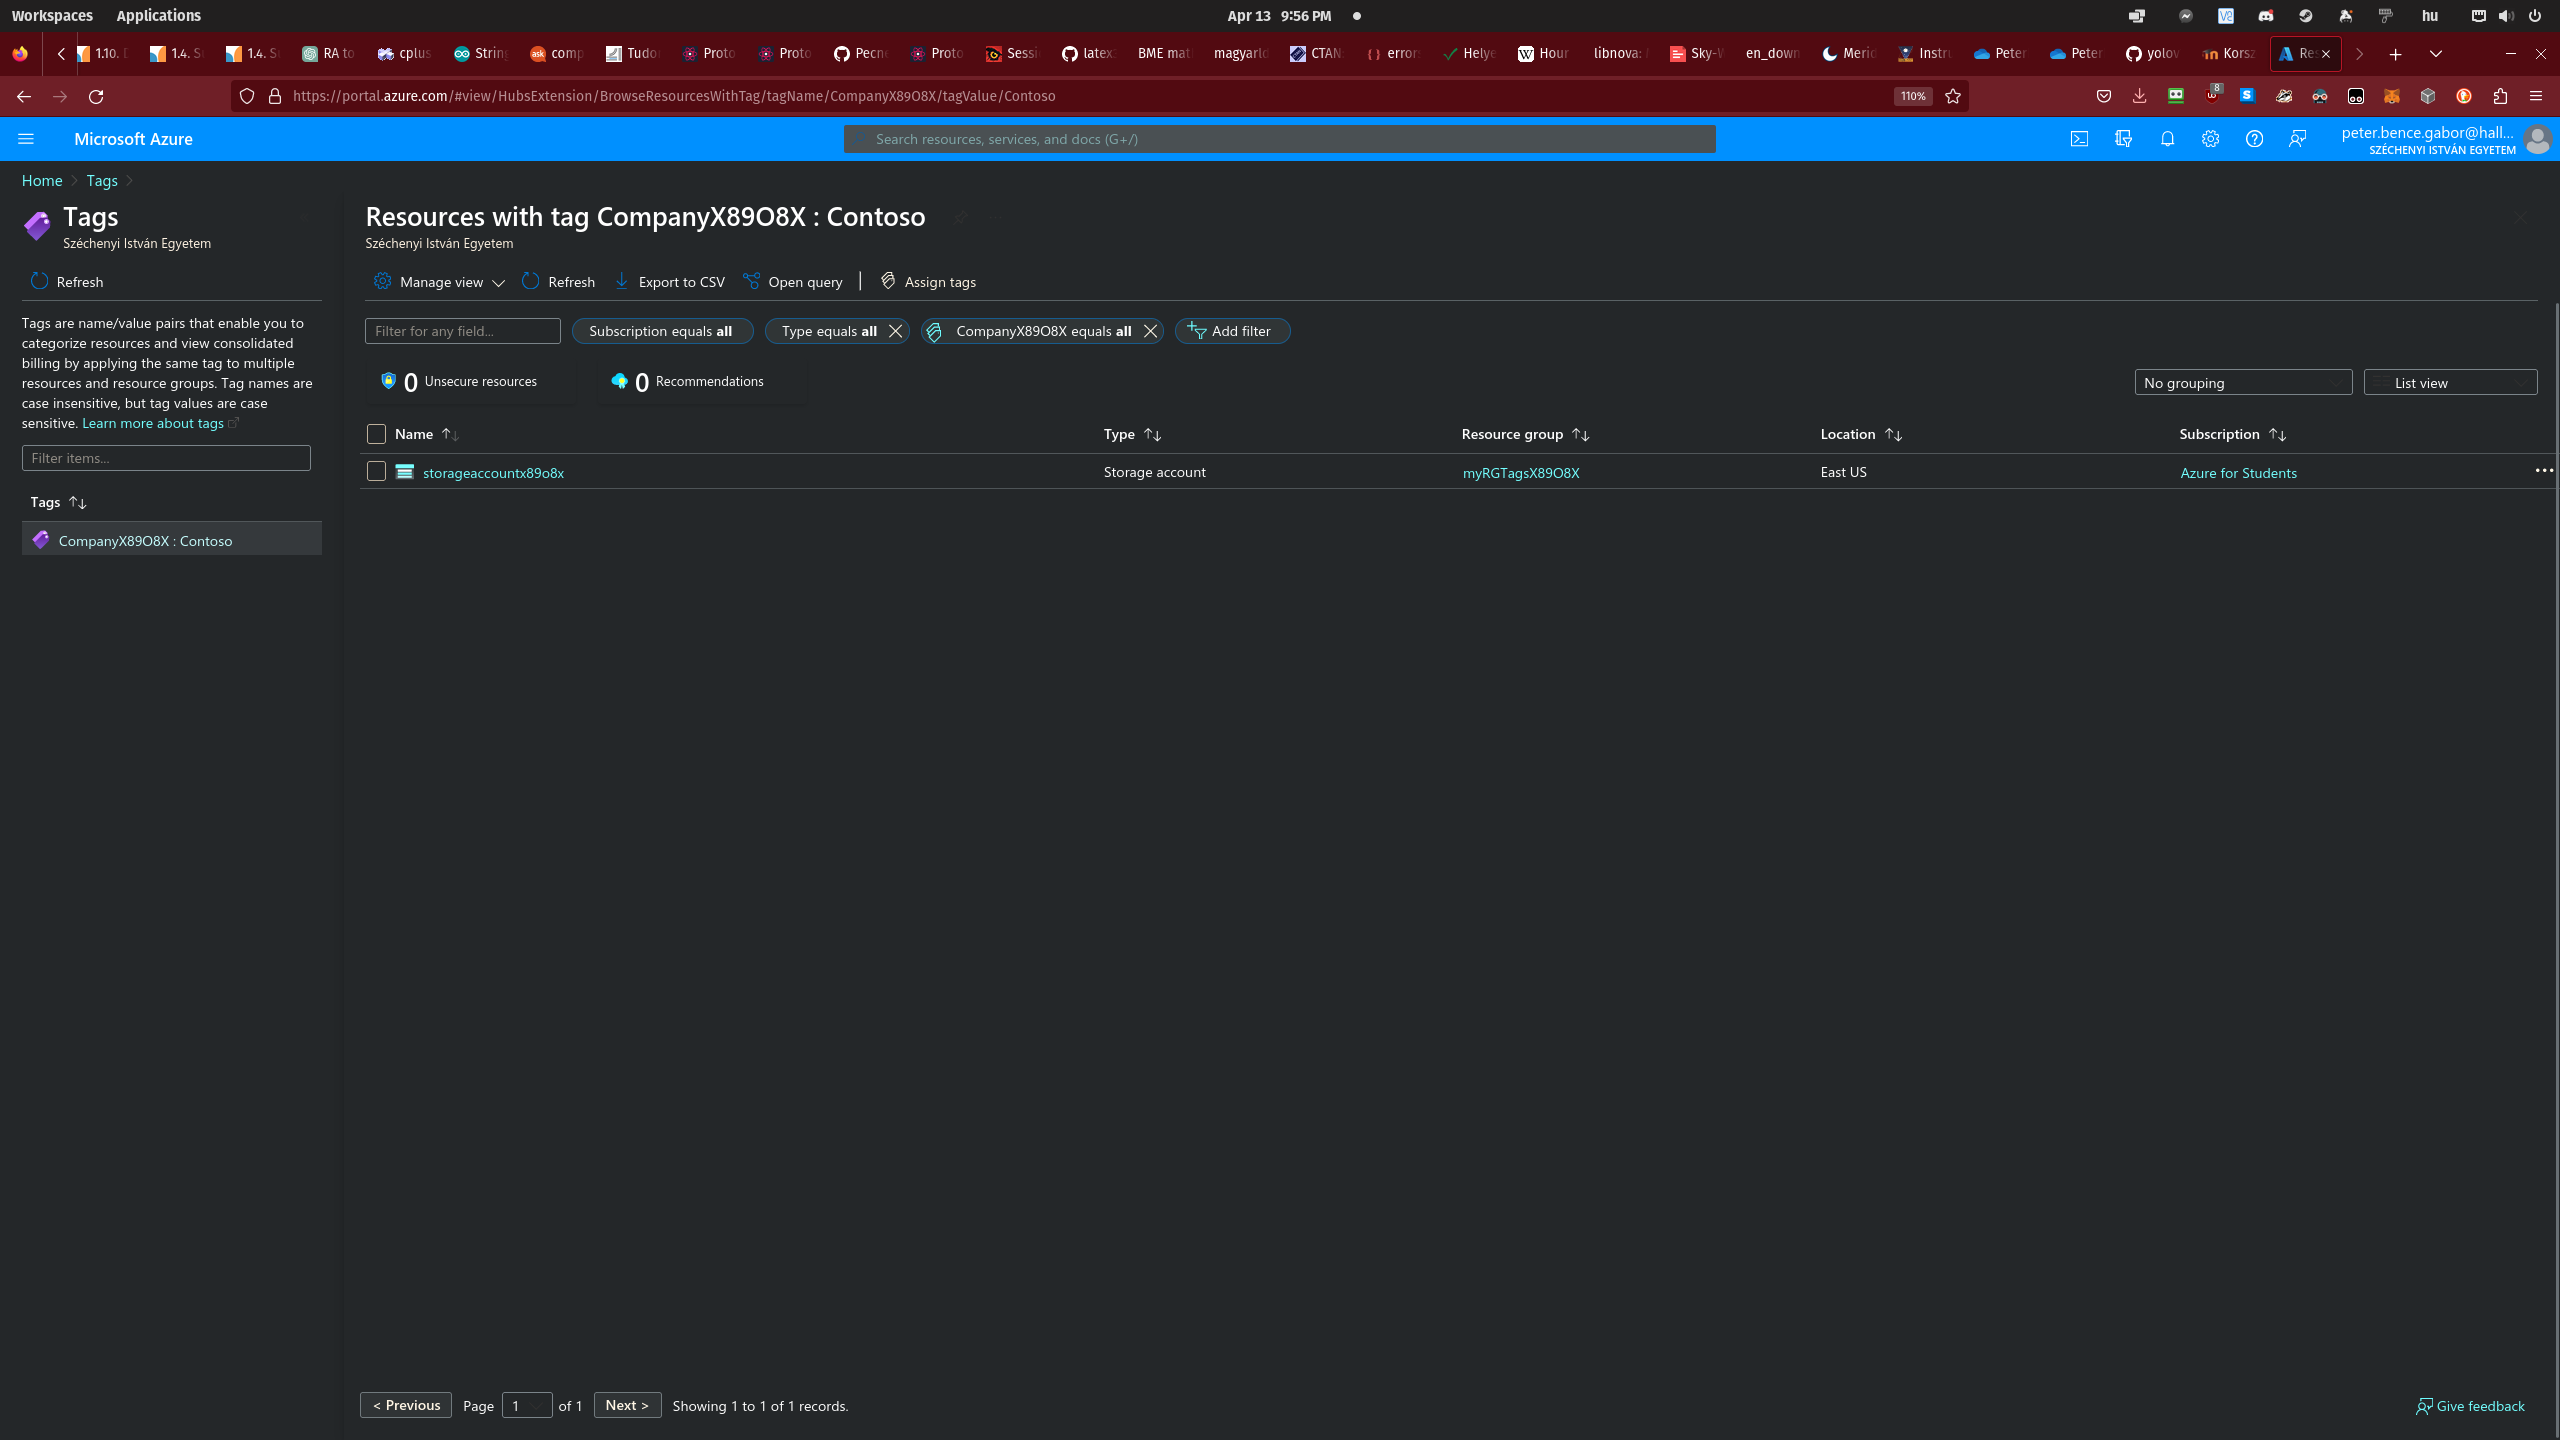 Workspaces Applications Apr 13 9:56 PM hu
1.10. 1.4. 1.4. RA to cplus String comp Tudo Proto Proto Pecne Proto Sessi latex BME mat magyarld CTAN: errors Helye Hour libnova: Sky-W en_down Merid Instru Peter Peter yolov Korsz Res
https://portal.azure.com/#view/HubsExtension/BrowseResourcesWithTag/tagName/CompanyX89O8X/tagValue/Contoso 110% 8
Microsoft Azure Search resources, services, and docs (G+/) peter.bence.gabor@hall...
SZÉCHENYI ISTVÁN EGYETEM
Home > Tags >
Tags
Széchenyi István Egyetem
Refresh
Tags are name/value pairs that enable you to
categorize resources and view consolidated
billing by applying the same tag to multiple
resources and resource groups. Tag names are
case insensitive, but tag values are case
sensitive. Learn more about tags
Filter items...
Tags
CompanyX89O8X : Contoso
Resources with tag CompanyX89O8X : Contoso
Széchenyi István Egyetem
Manage view Refresh Export to CSV Open query Assign tags
Filter for any field... Subscription equals all Type equals all CompanyX89O8X equals all Add filter
0 Unsecure resources 0 Recommendations No grouping List view
Name Type Resource group Location Subscription
storageaccountx89o8x Storage account myRGTagsX89O8X East US Azure for Students
< Previous Page 1 of 1 Next > Showing 1 to 1 of 1 records. Give feedback